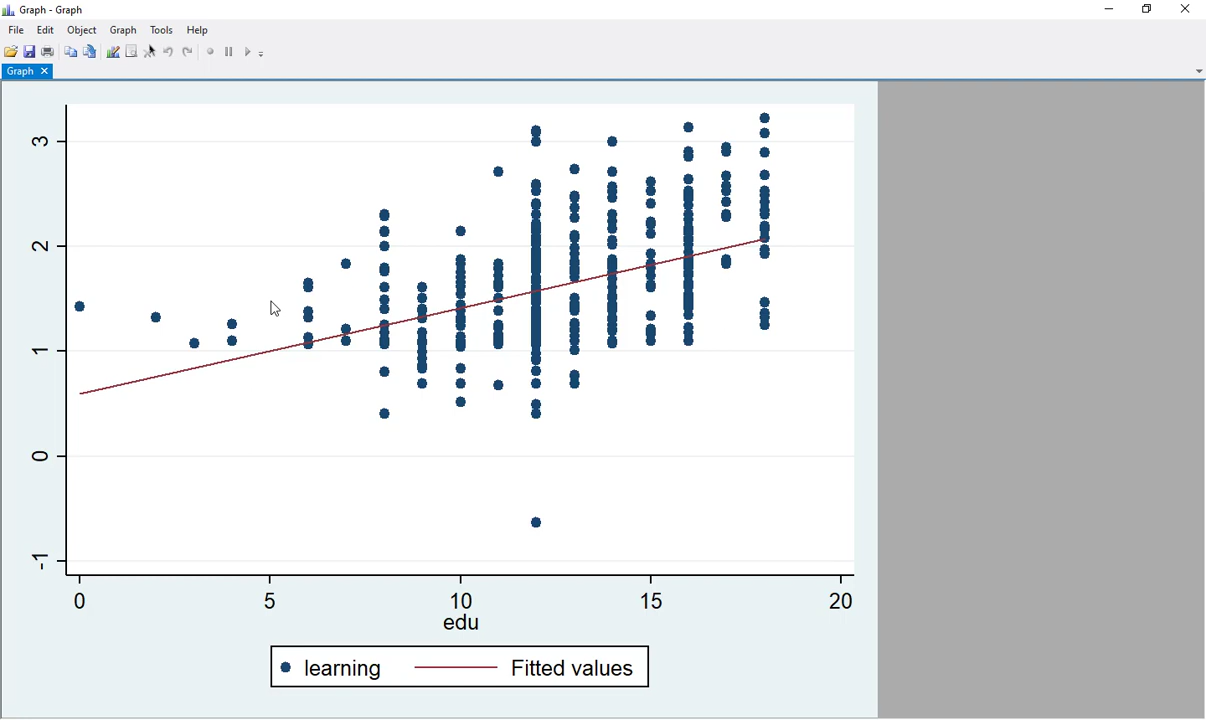 Graph - Graph
File Edit Object Graph Tools Help
Graph
3
2
1
0
-1
0 5 10 15 20
edu
learning Fitted values